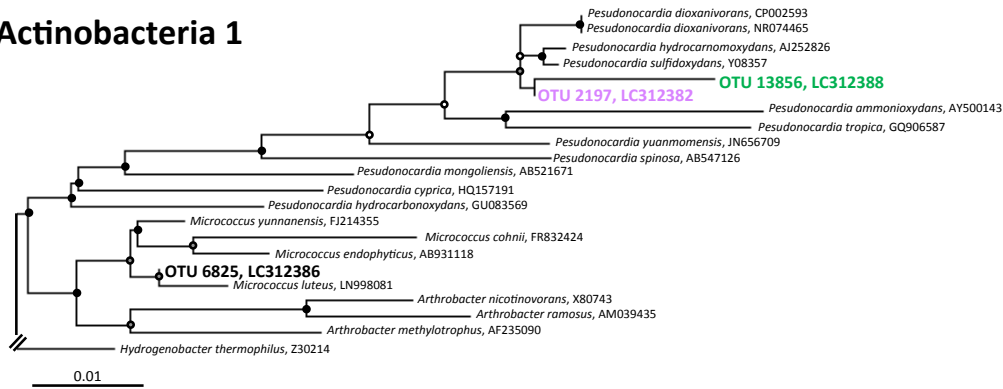 Actinobacteria 1
Pesudonocardia dioxanivorans, CP002593
Pesudonocardia dioxanivorans, NR074465
Pesudonocardia hydrocarnomoxydans, AJ252826
Pesudonocardia sulfidoxydans, Y08357
OTU 13856, LC312388
OTU 2197, LC312382
Pesudonocardia ammonioxydans, AY500143
Pesudonocardia tropica, GQ906587
Pesudonocardia yuanmomensis, JN656709
Pesudonocardia spinosa, AB547126
Pesudonocardia mongoliensis, AB521671
Pesudonocardia cyprica, HQ157191
Pesudonocardia hydrocarbonoxydans, GU083569
Micrococcus yunnanensis, FJ214355
Micrococcus cohnii, FR832424
Micrococcus endophyticus, AB931118
OTU 6825, LC312386
Micrococcus luteus, LN998081
Arthrobacter nicotinovorans, X80743
Arthrobacter ramosus, AM039435
Arthrobacter methylotrophus, AF235090
Hydrogenobacter thermophilus, Z30214
0.01